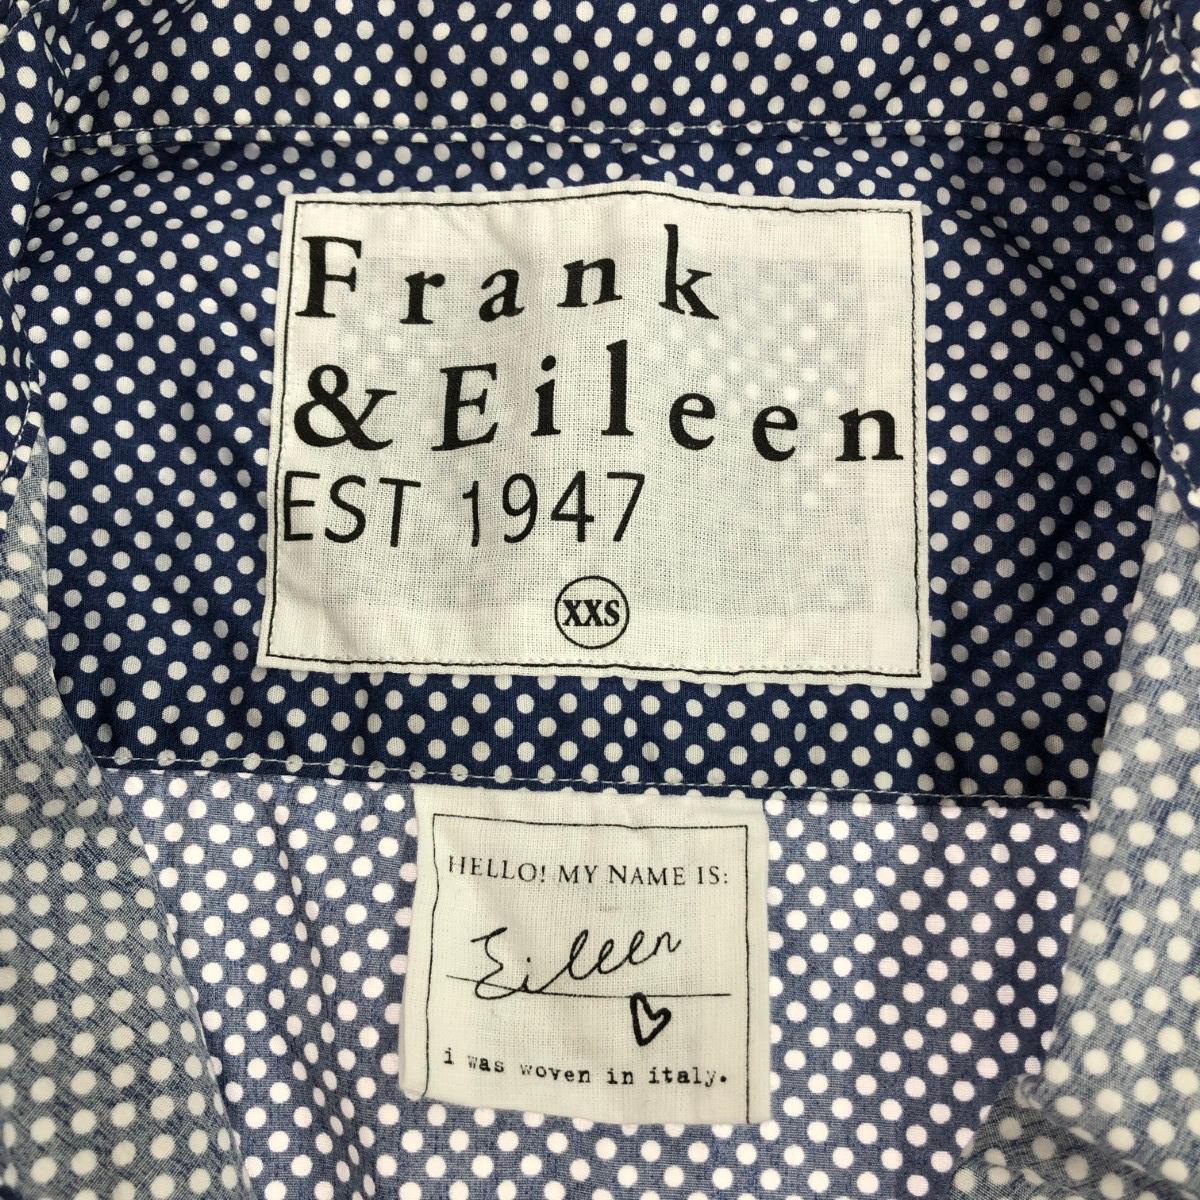 Frank
& Eileen
EST 1947
XXS
HELLO! MY NAME IS:
Eileen
i was woven in italy.